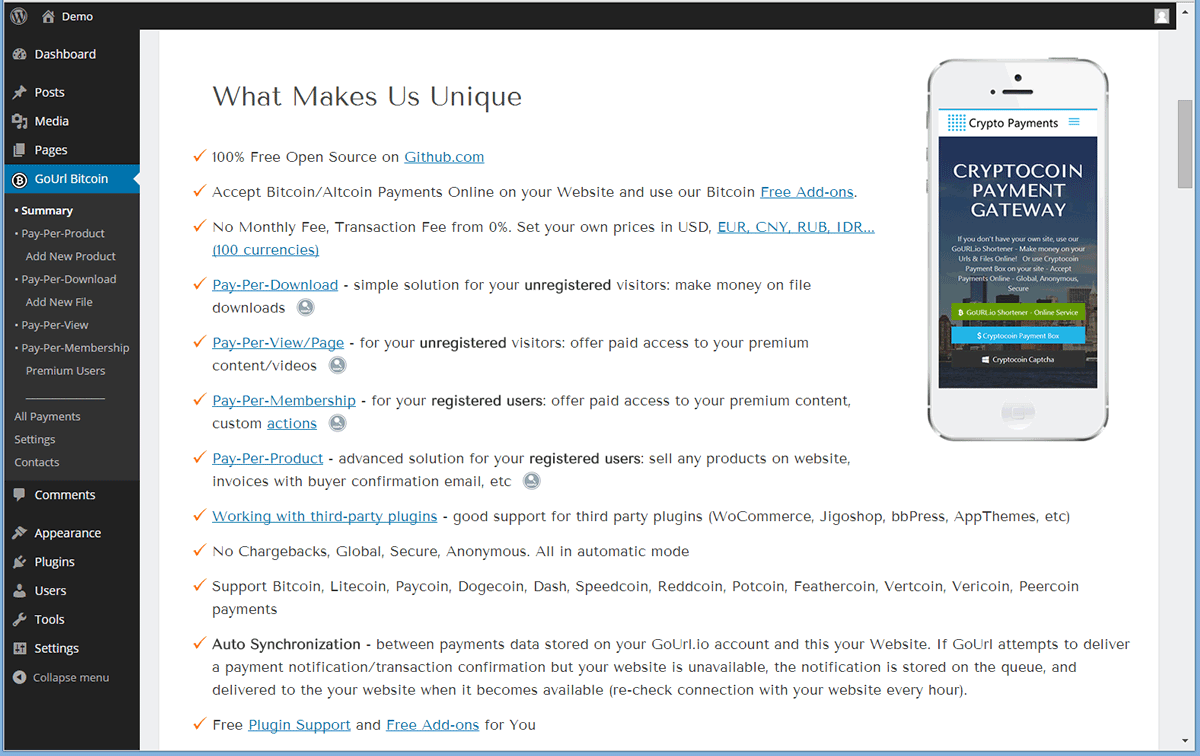 Demo
Dashboard
Posts
Media
Pages
GoUrl Bitcoin
• Summary
• Pay-Per-Product
Add New Product
• Pay-Per-Download
Add New File
• Pay-Per-View
• Pay-Per-Membership
Premium Users
All Payments
Settings
Contacts
Comments
Appearance
Plugins
Users
Tools
Settings
Collapse menu
What Makes Us Unique
100% Free Open Source on Github.com
Accept Bitcoin/Altcoin Payments Online on your Website and use our Bitcoin Free Add-ons.
No Monthly Fee, Transaction Fee from 0%. Set your own prices in USD, EUR, CNY, RUB, IDR...
(100 currencies)
Pay-Per-Download - simple solution for your unregistered visitors: make money on file
downloads
Pay-Per-View/Page - for your unregistered visitors: offer paid access to your premium
content/videos
Pay-Per-Membership - for your registered users: offer paid access to your premium content,
custom actions
Pay-Per-Product - advanced solution for your registered users: sell any products on website,
invoices with buyer confirmation email, etc
Working with third-party plugins - good support for third party plugins (WoCommerce, Jigoshop, bbPress, AppThemes, etc)
No Chargebacks, Global, Secure, Anonymous. All in automatic mode
Support Bitcoin, Litecoin, Paycoin, Dogecoin, Dash, Speedcoin, Reddcoin, Potcoin, Feathercoin, Vertcoin, Vericoin, Peercoin
payments
Auto Synchronization - between payments data stored on your GoUrl.io account and this your Website. If GoUrl attempts to deliver
a payment notification/transaction confirmation but your website is unavailable, the notification is stored on the queue, and
delivered to the your website when it becomes available (re-check connection with your website every hour).
Free Plugin Support and Free Add-ons for You
Crypto Payments
CRYPTOCOIN
PAYMENT
GATEWAY
If you don't have your own site, use our
GoURL.io Shortener - Make money on your
Urls & Files Online! Or use Cryptocoin
Payment Box on your site - Accept
Payments Online - Global, Anonymous,
Secure
GoURL.io Shortener - Online Service
$ Cryptocoin Payment Box
Cryptocoin Captcha